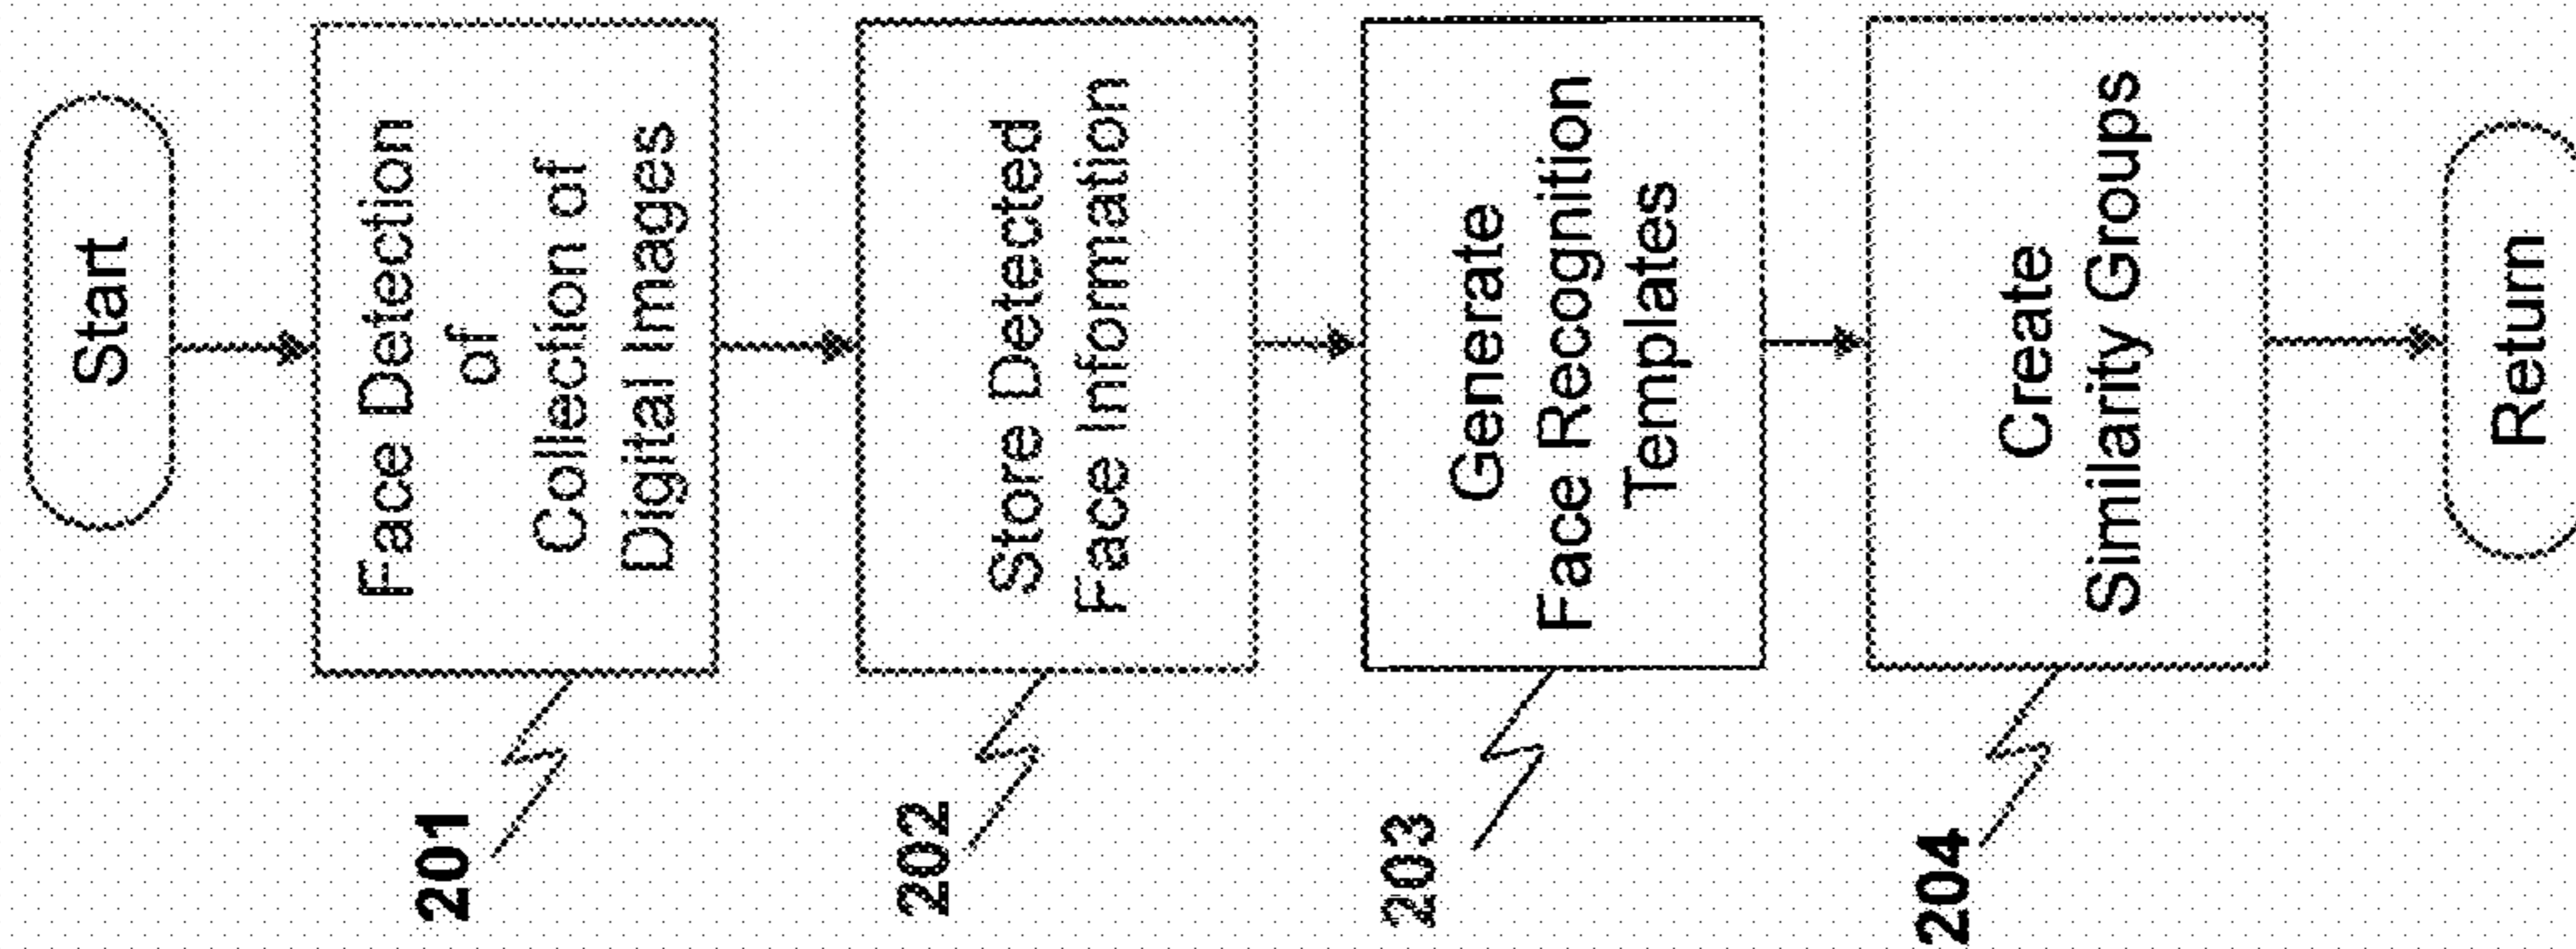 Start
Face Detection
of
Collection of
Digital Images
201
Store Detected
Face Information
202
Generate
Face Recognition
Templates
203
Create
Similarity Groups
204
Return